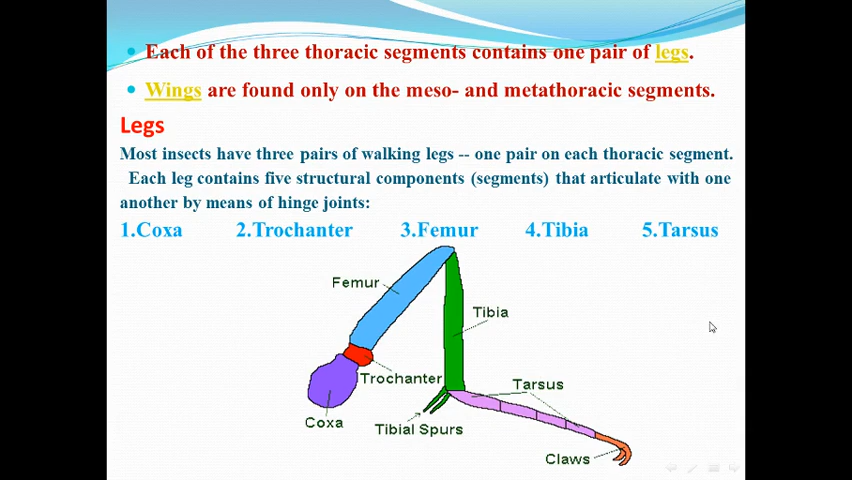 Each of the three thoracic segments contains one pair of legs.
Wings are found only on the meso- and metathoracic segments.
Legs
Most insects have three pairs of walking legs -- one pair on each thoracic segment.
Each leg contains five structural components (segments) that articulate with one
another by means of hinge joints:
1.Coxa 2.Trochanter 3.Femur 4.Tibia 5.Tarsus
Femur
Tibia
Trochanter
Tarsus
Coxa
Tibial Spurs
Claws